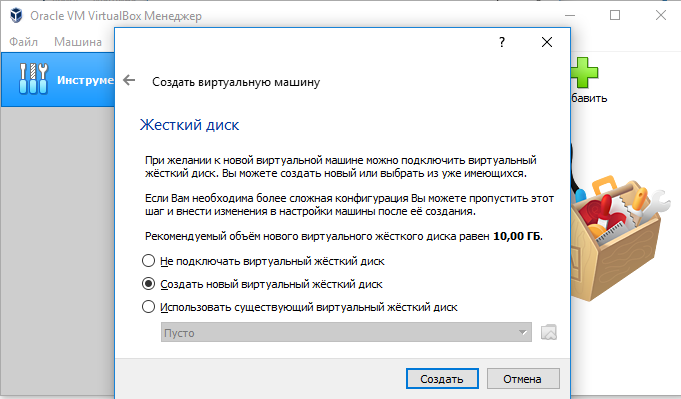 Oracle VM VirtualBox Менеджер
Файл Машина
Инструме
бавить
?
Создать виртуальную машину
Жесткий диск
При желании к новой виртуальной машине можно подключить виртуальный
жёсткий диск. Вы можете создать новый или выбрать из уже имеющихся.
Если Вам необходима более сложная конфигурация Вы можете пропустить этот
шаг и внести изменения в настройки машины после её создания.
Рекомендуемый объём нового виртуального жёсткого диска равен 10,00 ГБ.
Не подключать виртуальный жёсткий диск
Создать новый виртуальный жёсткий диск
Использовать существующий виртуальный жёсткий диск
Пусто
Создать Отмена